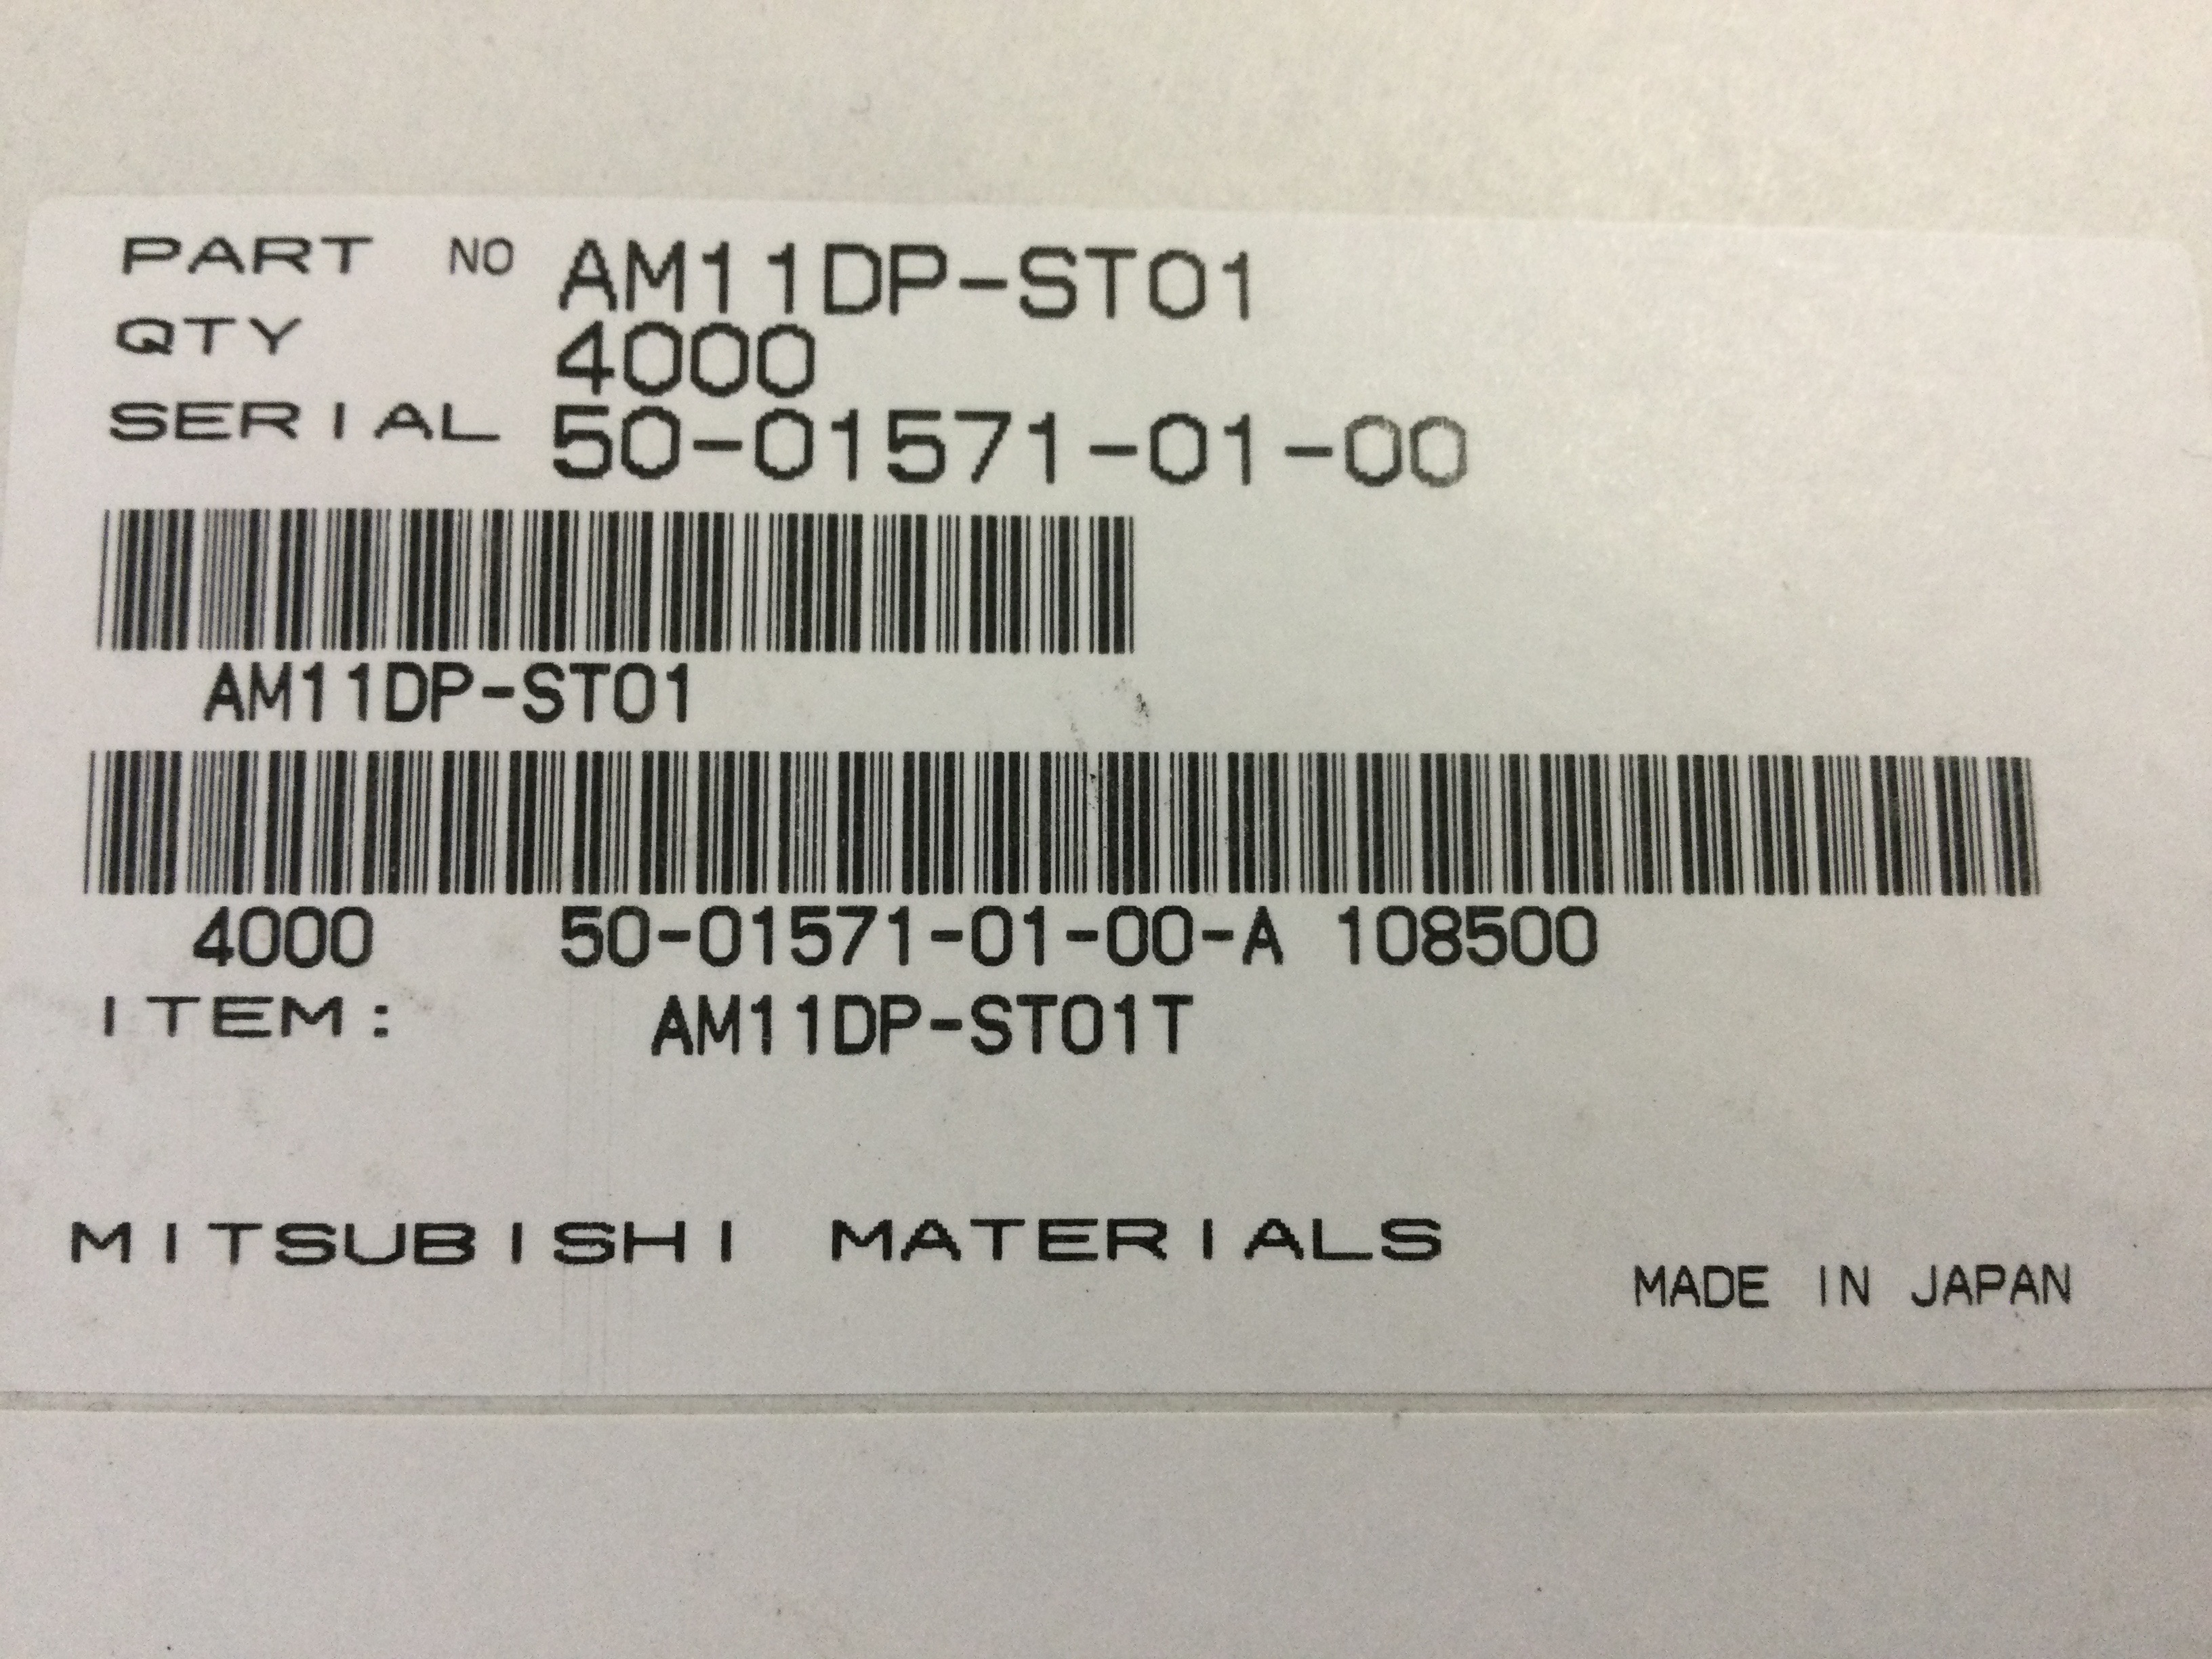 PART NO AM11DP-ST01
QTY 4000
SERIAL 50-01571-01-00
AM11DP-ST01
4000 50-01571-01-00-A 108500
ITEM: AM11DP-ST01T
MITSUBISHI MATERIALS
MADE IN JAPAN